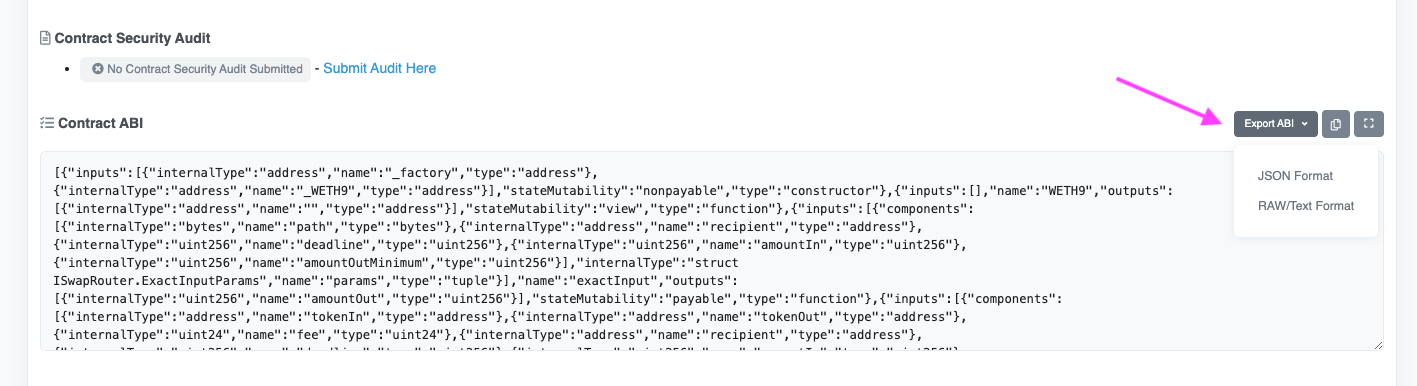 Contract Security Audit
No Contract Security Audit Submitted - Submit Audit Here
Contract ABI
Export ABI
JSON Format
RAW/Text Format
[{"inputs":[{"internalType":"address","name":"_factory","type":"address"},
{"internalType":"address","name":"_WETH9","type":"address"}],"stateMutability":"nonpayable","type":"constructor"},{"inputs":[],"name":"WETH9","outputs":
[{"internalType":"address","name":"","type":"address"}],"stateMutability":"view","type":"function"},{"inputs":[{"components":
[{"internalType":"bytes","name":"path","type":"bytes"},{"internalType":"address","name":"recipient","type":"address"},
{"internalType":"uint256","name":"deadline","type":"uint256"},{"internalType":"uint256","name":"amountIn","type":"uint256"},
{"internalType":"uint256","name":"amountOutMinimum","type":"uint256"}],"internalType":"struct
ISwapRouter.ExactInputParams","name":"params","type":"tuple"}],"name":"exactInput","outputs":
[{"internalType":"uint256","name":"amountOut","type":"uint256"}],"stateMutability":"payable","type":"function"},{"inputs":[{"components":
[{"internalType":"address","name":"tokenIn","type":"address"},{"internalType":"address","name":"tokenOut","type":"address"},
{"internalType":"uint24","name":"fee","type":"uint24"},{"internalType":"address","name":"recipient","type":"address"},